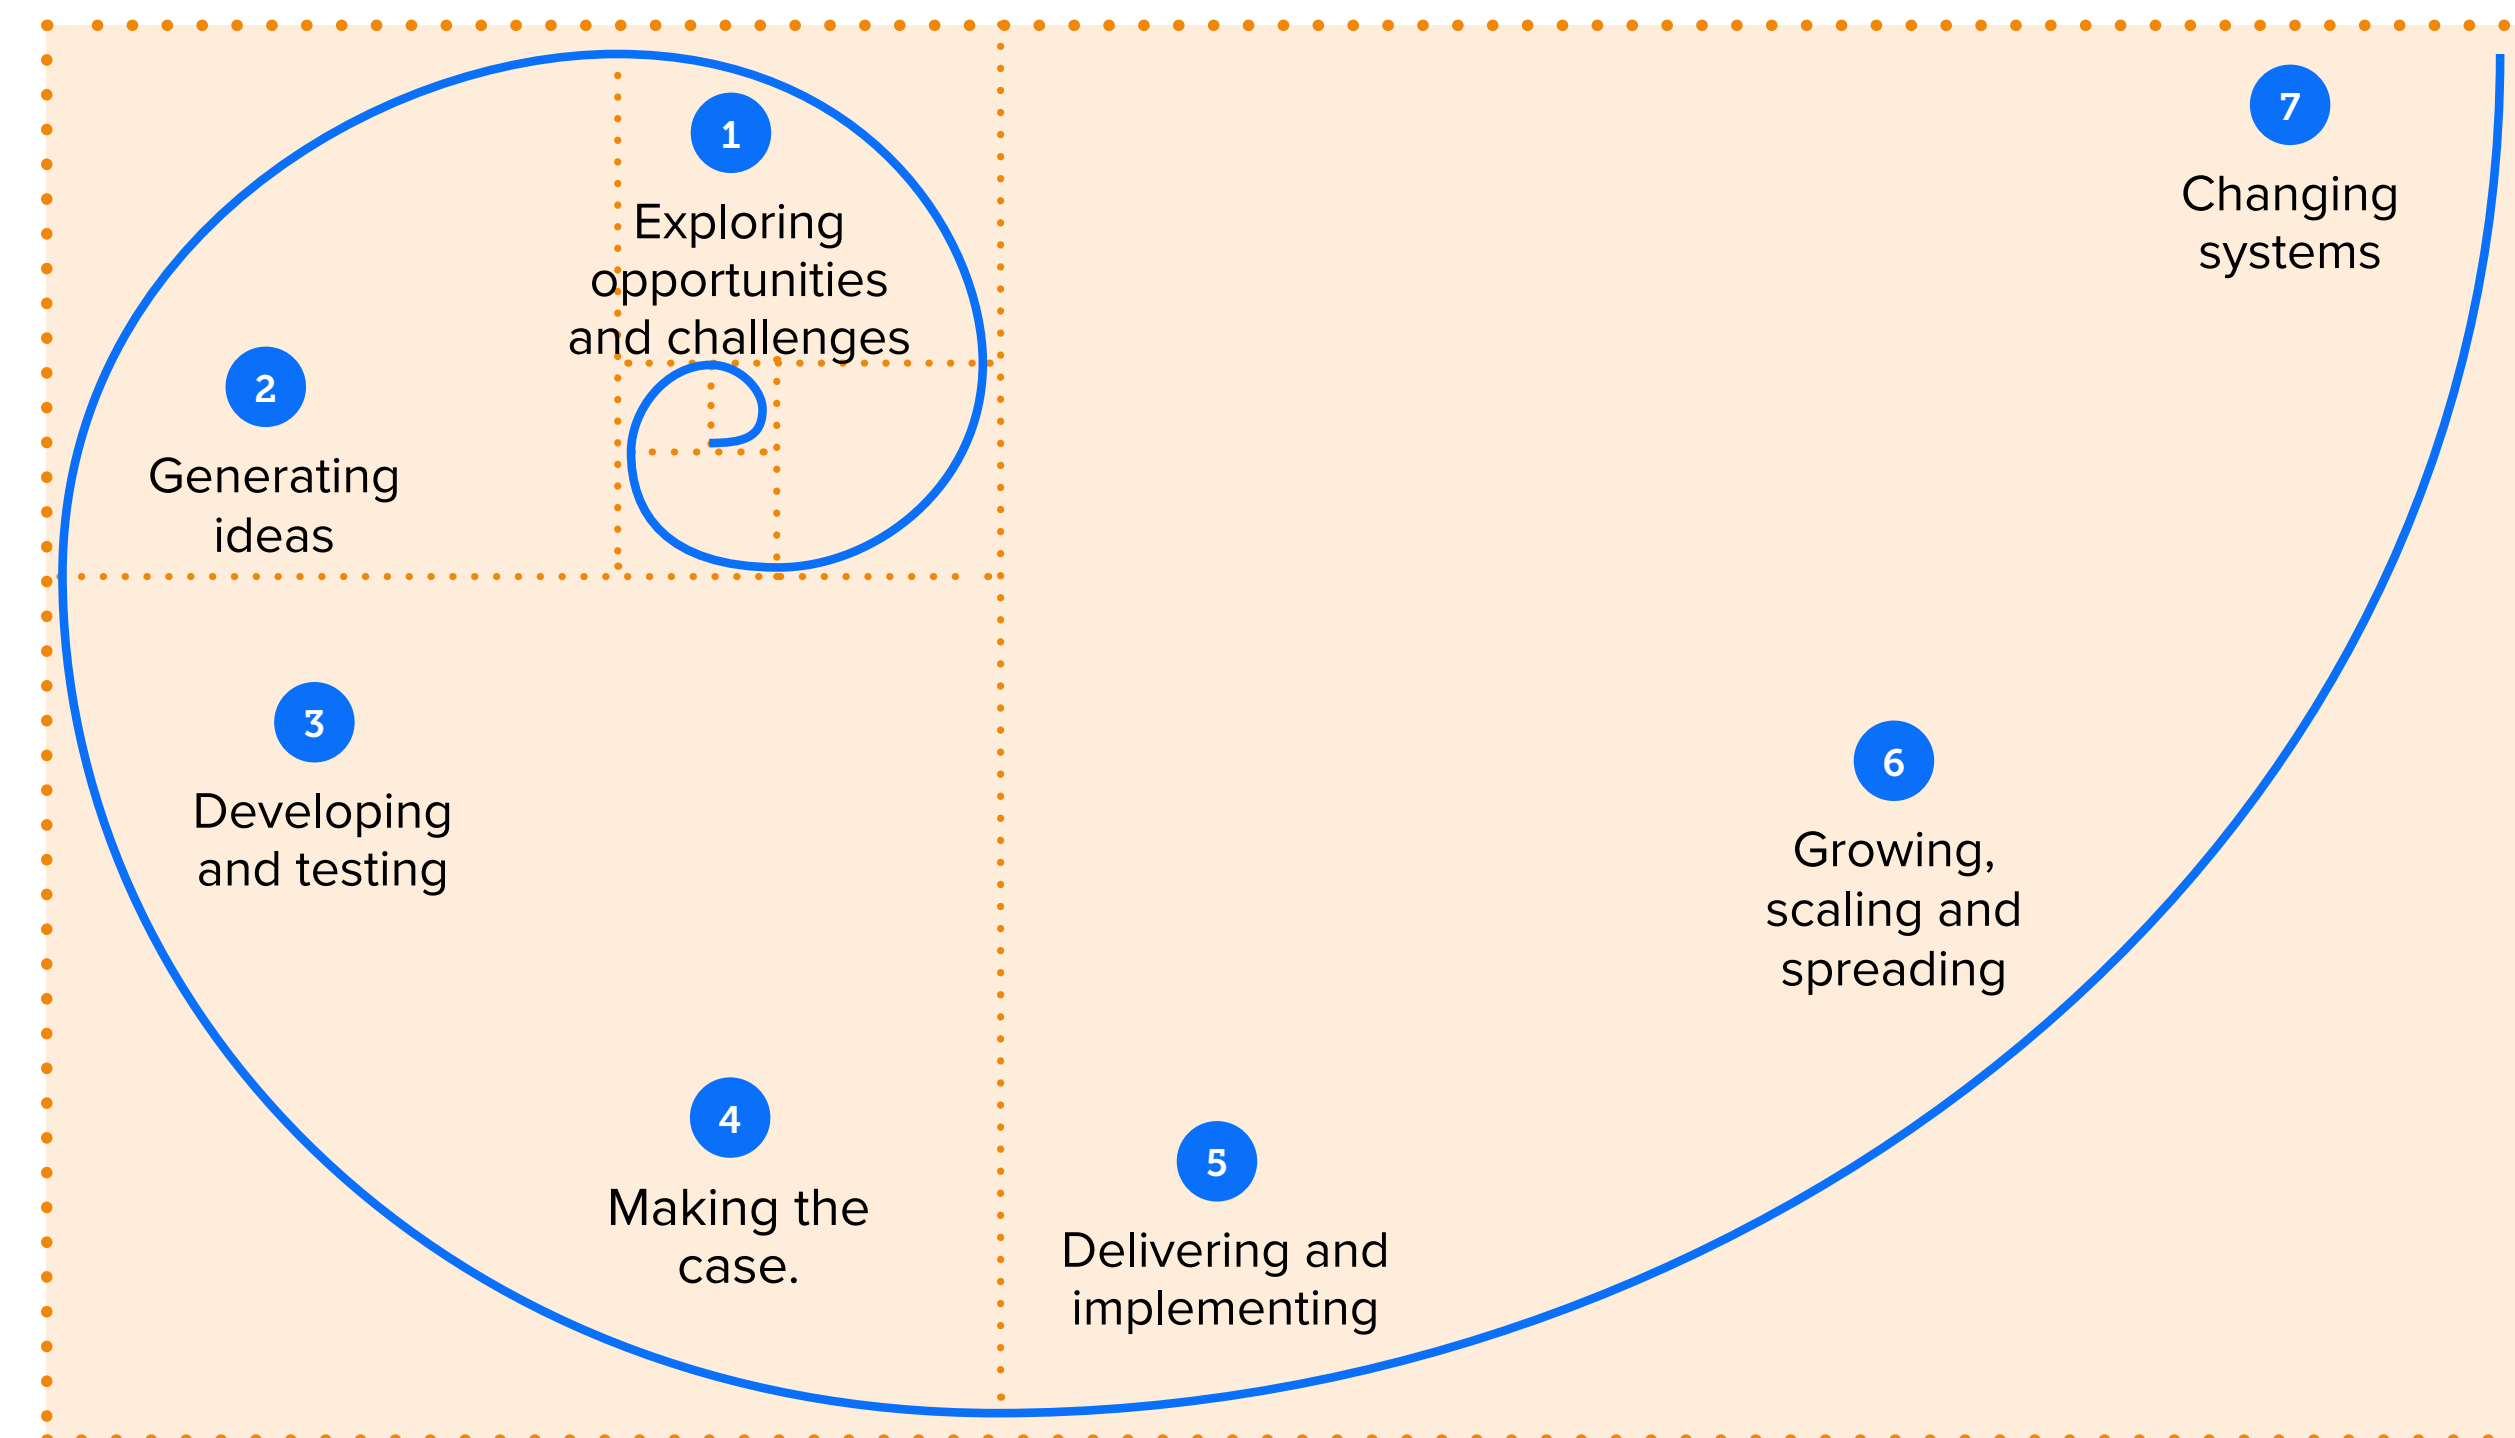 1
Exploring
opportunities
and challenges
2
Generating
ideas
3
Developing
and testing
4
Making the
case.
5
Delivering and
implementing
6
Growing,
scaling and
spreading
7
Changing
systems